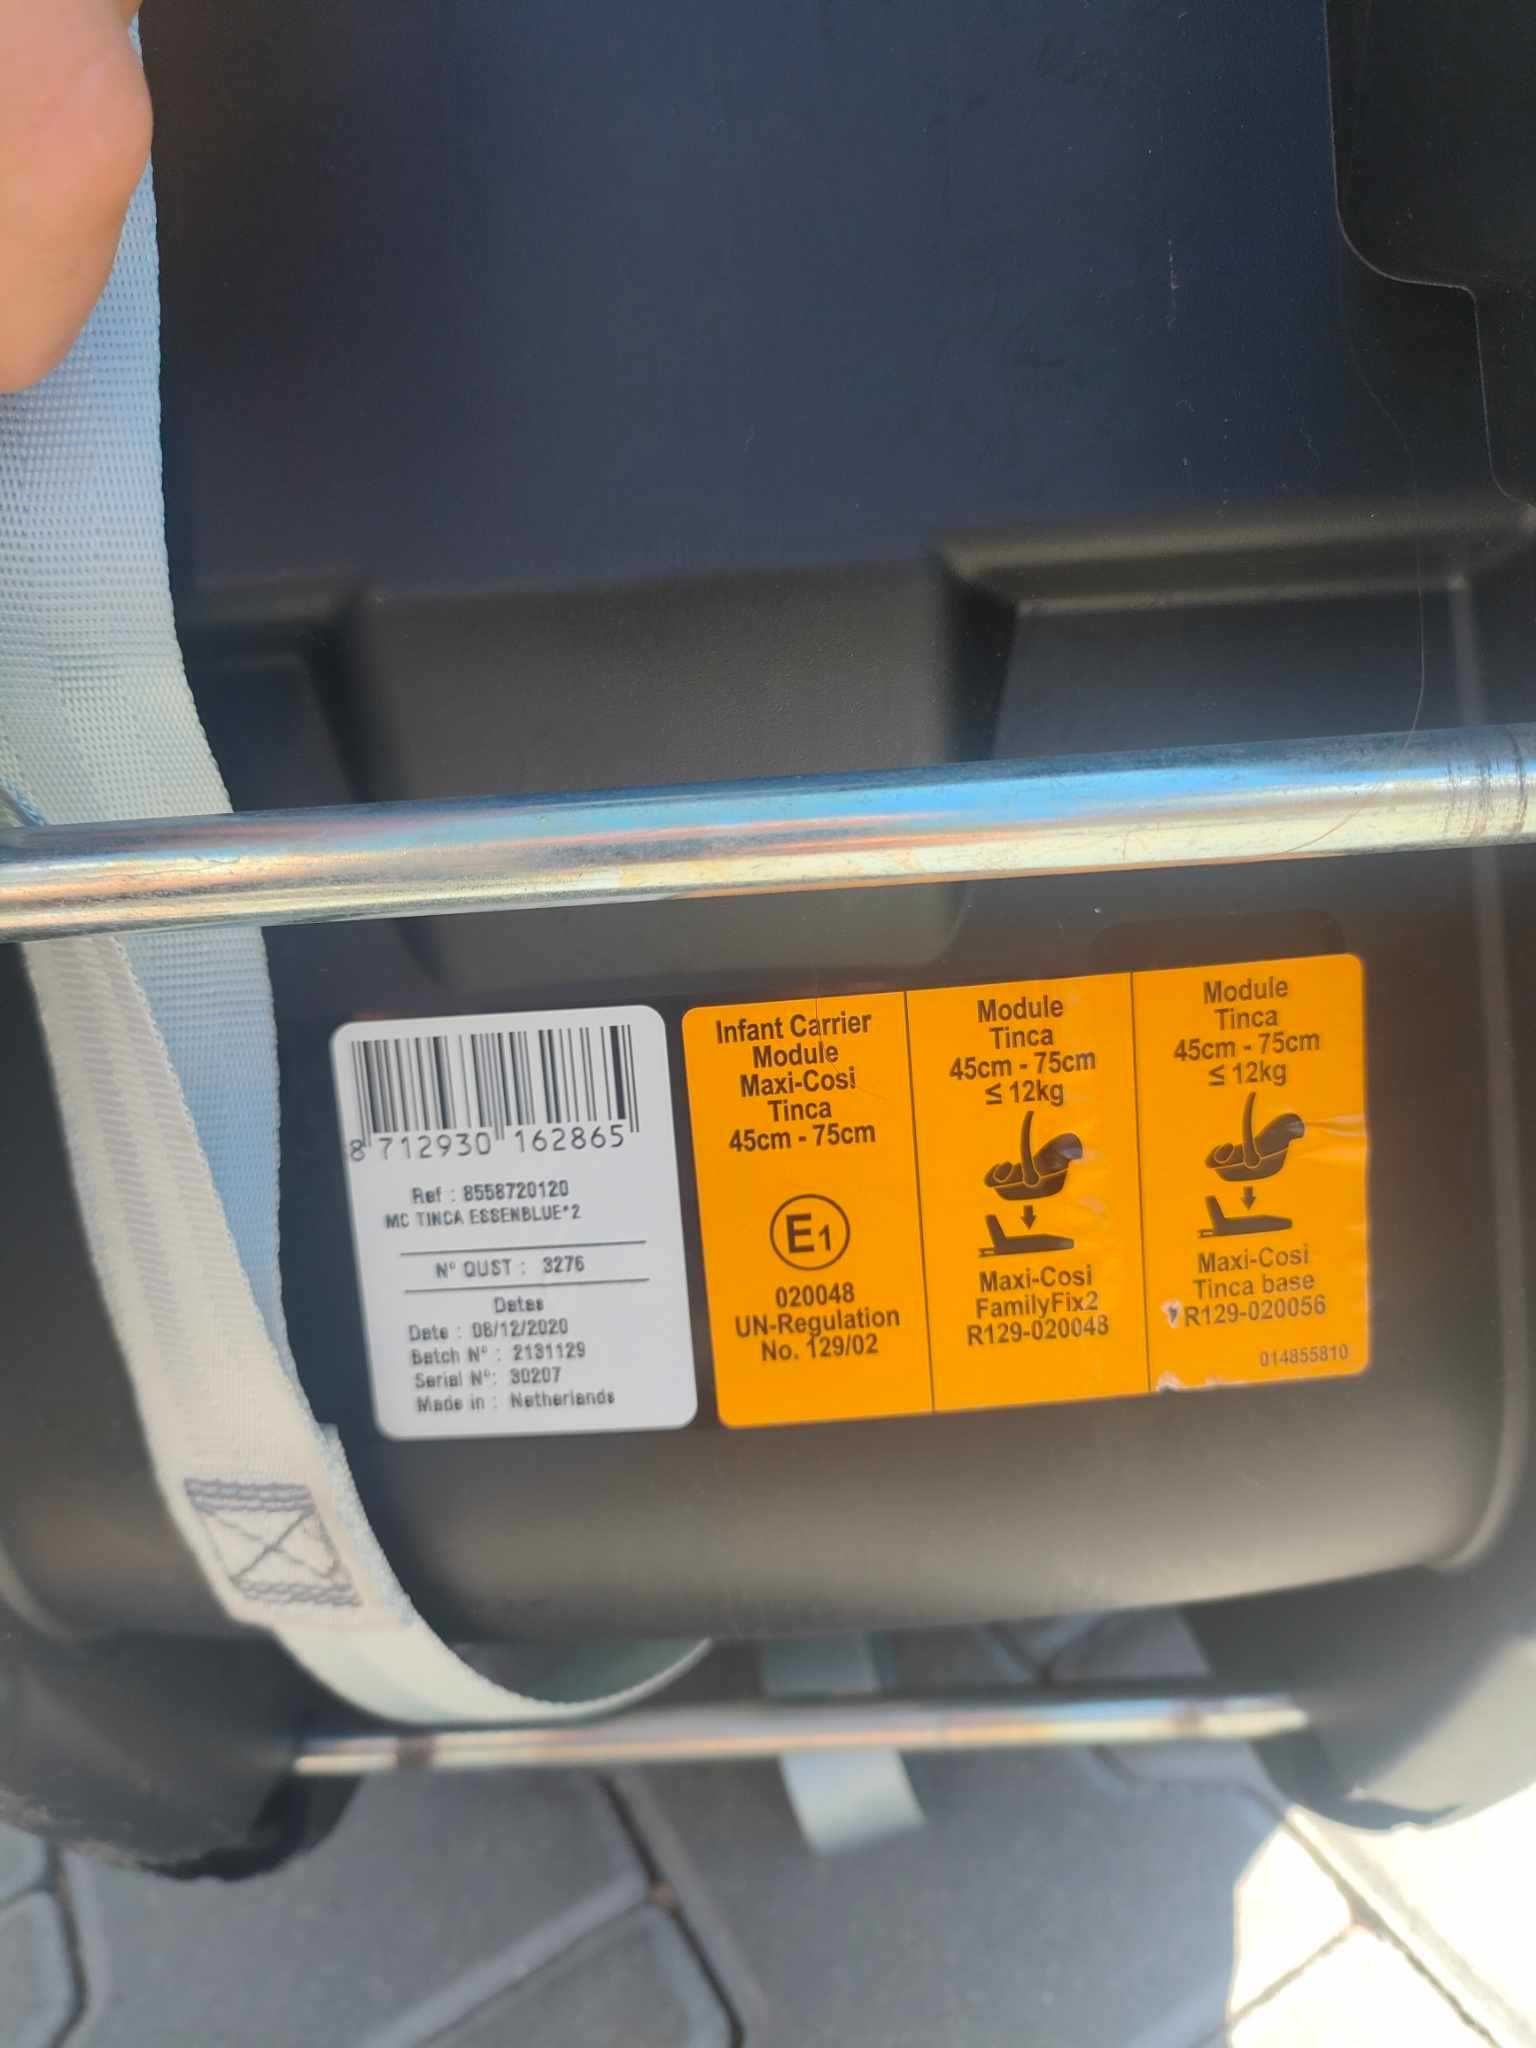 8 712930 162865
Ref : 8558720120
MC TINCA ESSENBLUE*2
N° QUST : 3276
Dates
Date : 08/12/2020
Batch N° : 2131129
Serial N°: 30207
Made in : Netherlands
Infant Carrier
Module
Maxi-Cosi
Tinca
45cm - 75cm
E1
020048
UN-Regulation
No. 129/02
Module
Tinca
45cm - 75cm
≤ 12kg
Maxi-Cosi
FamilyFix2
R129-020048
Module
Tinca
45cm - 75cm
≤ 12kg
Maxi-Cosi
Tinca base
R129-020056
014855810